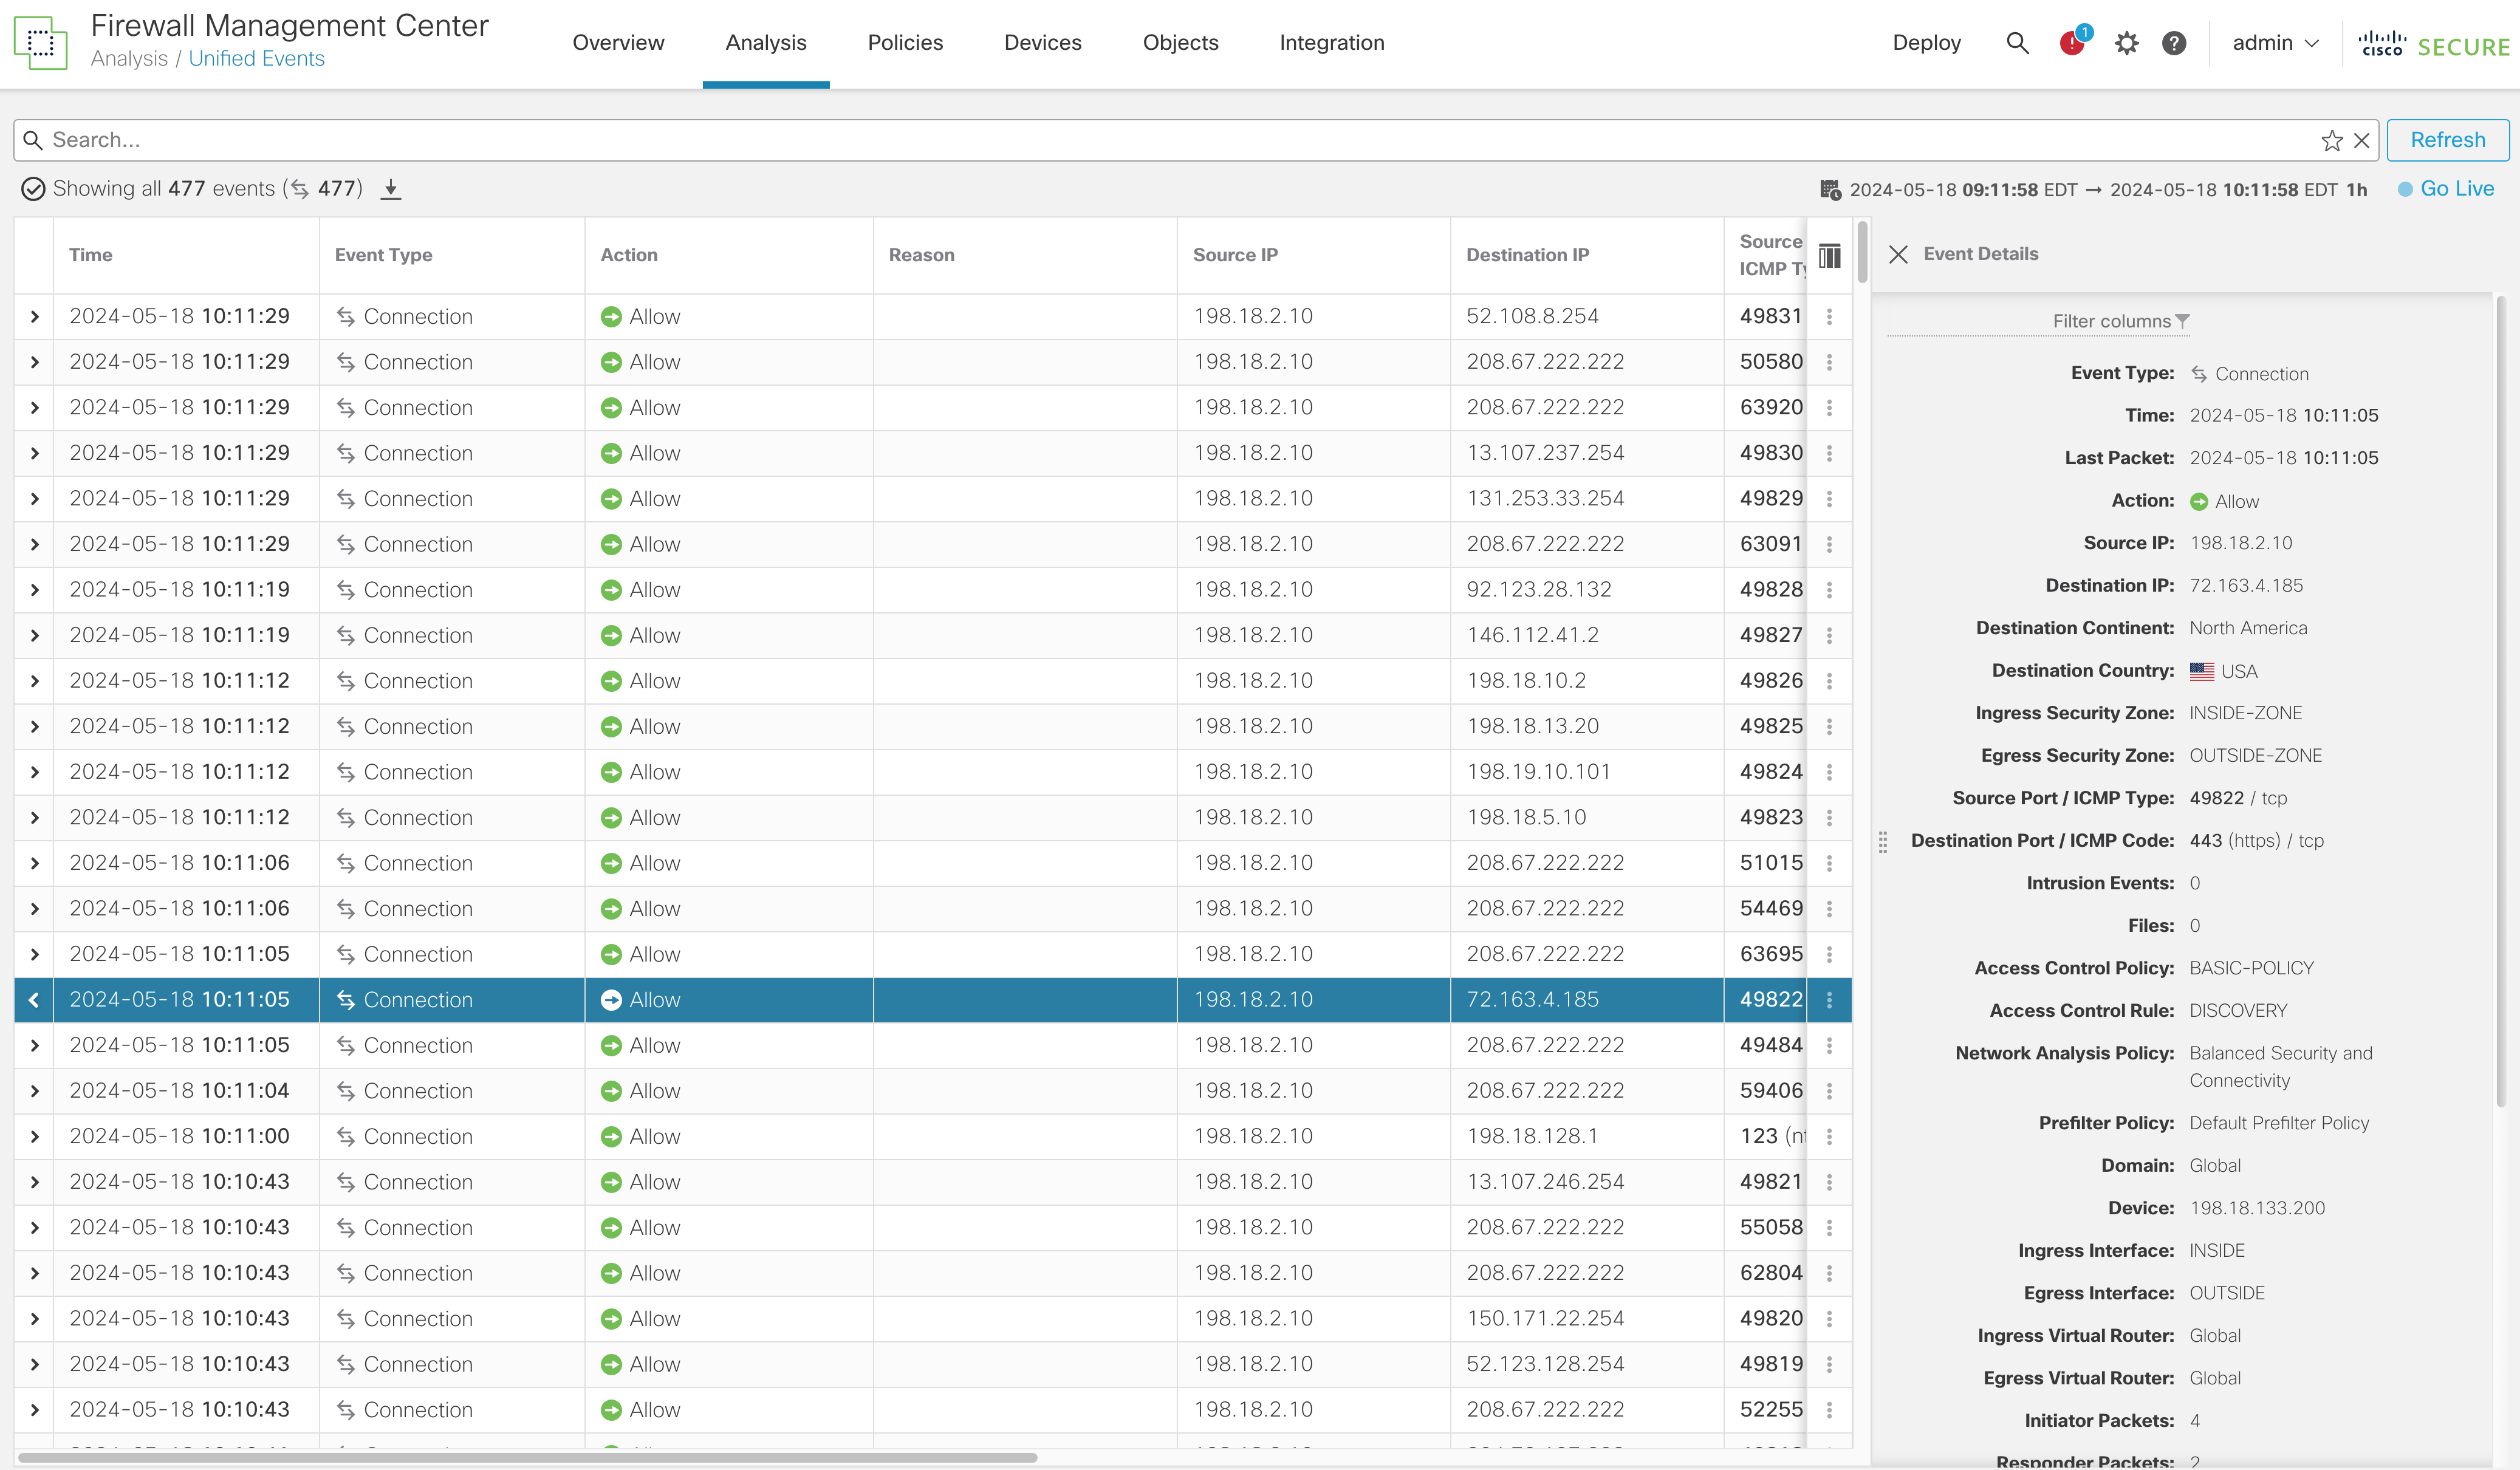 Firewall Management Center
Analysis / Unified Events
Overview Analysis Policies Devices Objects Integration
Deploy 1 admin cisco SECURE
Search... Refresh
Showing all 477 events (477) 2024-05-18 09:11:58 EDT → 2024-05-18 10:11:58 EDT 1h Go Live
Time Event Type Action Reason Source IP Destination IP Source
ICMP Ty
2024-05-18 10:11:29 Connection Allow 198.18.2.10 52.108.8.254 49831
2024-05-18 10:11:29 Connection Allow 198.18.2.10 208.67.222.222 50580
2024-05-18 10:11:29 Connection Allow 198.18.2.10 208.67.222.222 63920
2024-05-18 10:11:29 Connection Allow 198.18.2.10 13.107.237.254 49830
2024-05-18 10:11:29 Connection Allow 198.18.2.10 131.253.33.254 49829
2024-05-18 10:11:29 Connection Allow 198.18.2.10 208.67.222.222 63091
2024-05-18 10:11:19 Connection Allow 198.18.2.10 92.123.28.132 49828
2024-05-18 10:11:19 Connection Allow 198.18.2.10 146.112.41.2 49827
2024-05-18 10:11:12 Connection Allow 198.18.2.10 198.18.10.2 49826
2024-05-18 10:11:12 Connection Allow 198.18.2.10 198.18.13.20 49825
2024-05-18 10:11:12 Connection Allow 198.18.2.10 198.19.10.101 49824
2024-05-18 10:11:12 Connection Allow 198.18.2.10 198.18.5.10 49823
2024-05-18 10:11:06 Connection Allow 198.18.2.10 208.67.222.222 51015
2024-05-18 10:11:06 Connection Allow 198.18.2.10 208.67.222.222 54469
2024-05-18 10:11:05 Connection Allow 198.18.2.10 208.67.222.222 63695
2024-05-18 10:11:05 Connection Allow 198.18.2.10 72.163.4.185 49822
2024-05-18 10:11:05 Connection Allow 198.18.2.10 208.67.222.222 49484
2024-05-18 10:11:04 Connection Allow 198.18.2.10 208.67.222.222 59406
2024-05-18 10:11:00 Connection Allow 198.18.2.10 198.18.128.1 123 (nt
2024-05-18 10:10:43 Connection Allow 198.18.2.10 13.107.246.254 49821
2024-05-18 10:10:43 Connection Allow 198.18.2.10 208.67.222.222 55058
2024-05-18 10:10:43 Connection Allow 198.18.2.10 208.67.222.222 62804
2024-05-18 10:10:43 Connection Allow 198.18.2.10 150.171.22.254 49820
2024-05-18 10:10:43 Connection Allow 198.18.2.10 52.123.128.254 49819
2024-05-18 10:10:43 Connection Allow 198.18.2.10 208.67.222.222 52255
Event Details
Filter columns
Event Type: Connection
Time: 2024-05-18 10:11:05
Last Packet: 2024-05-18 10:11:05
Action: Allow
Source IP: 198.18.2.10
Destination IP: 72.163.4.185
Destination Continent: North America
Destination Country: USA
Ingress Security Zone: INSIDE-ZONE
Egress Security Zone: OUTSIDE-ZONE
Source Port / ICMP Type: 49822 / tcp
Destination Port / ICMP Code: 443 (https) / tcp
Intrusion Events: 0
Files: 0
Access Control Policy: BASIC-POLICY
Access Control Rule: DISCOVERY
Network Analysis Policy: Balanced Security and
Connectivity
Prefilter Policy: Default Prefilter Policy
Domain: Global
Device: 198.18.133.200
Ingress Interface: INSIDE
Egress Interface: OUTSIDE
Ingress Virtual Router: Global
Egress Virtual Router: Global
Initiator Packets: 4
Responder Packets: 2